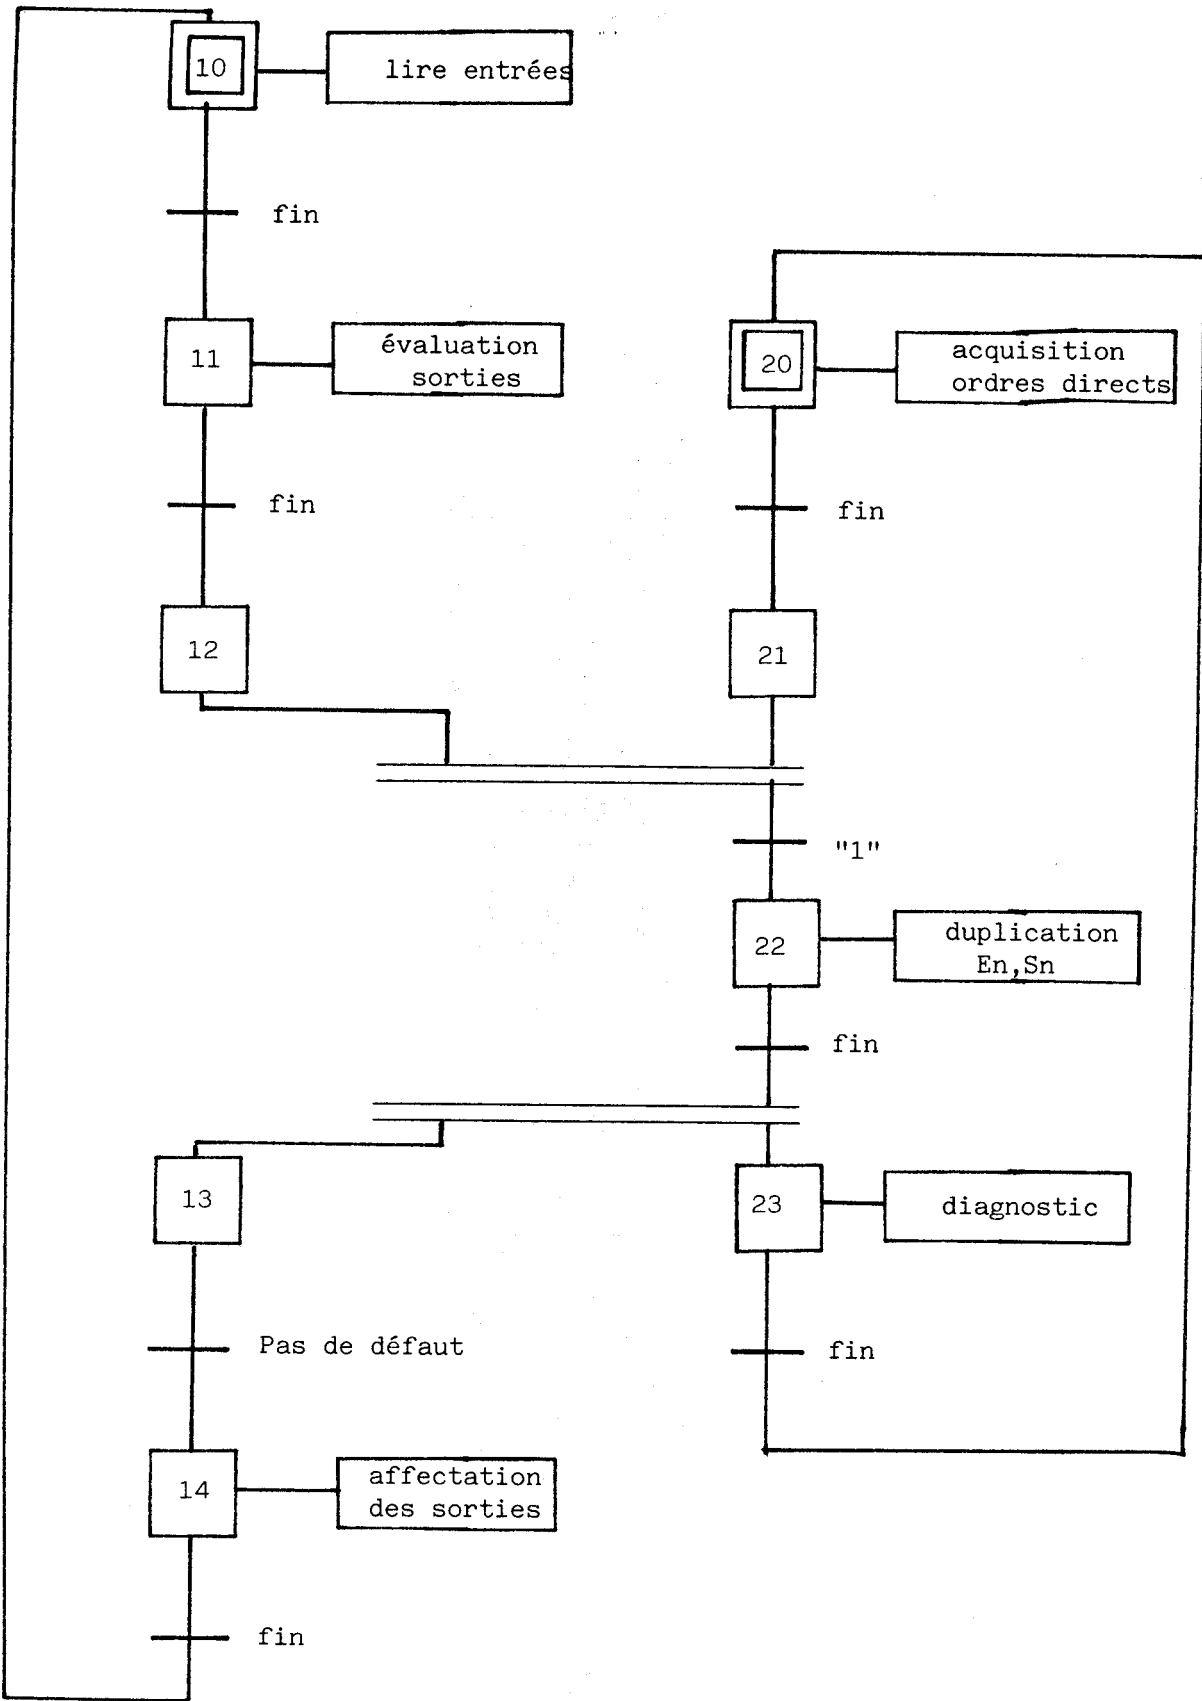 10
lire entrées
fin
11
évaluation
sorties
fin
12
20
acquisition
ordres directs
fin
21
"1"
22
duplication
En,Sn
fin
13
Pas de défaut
14
affectation
des sorties
fin
23
diagnostic
fin